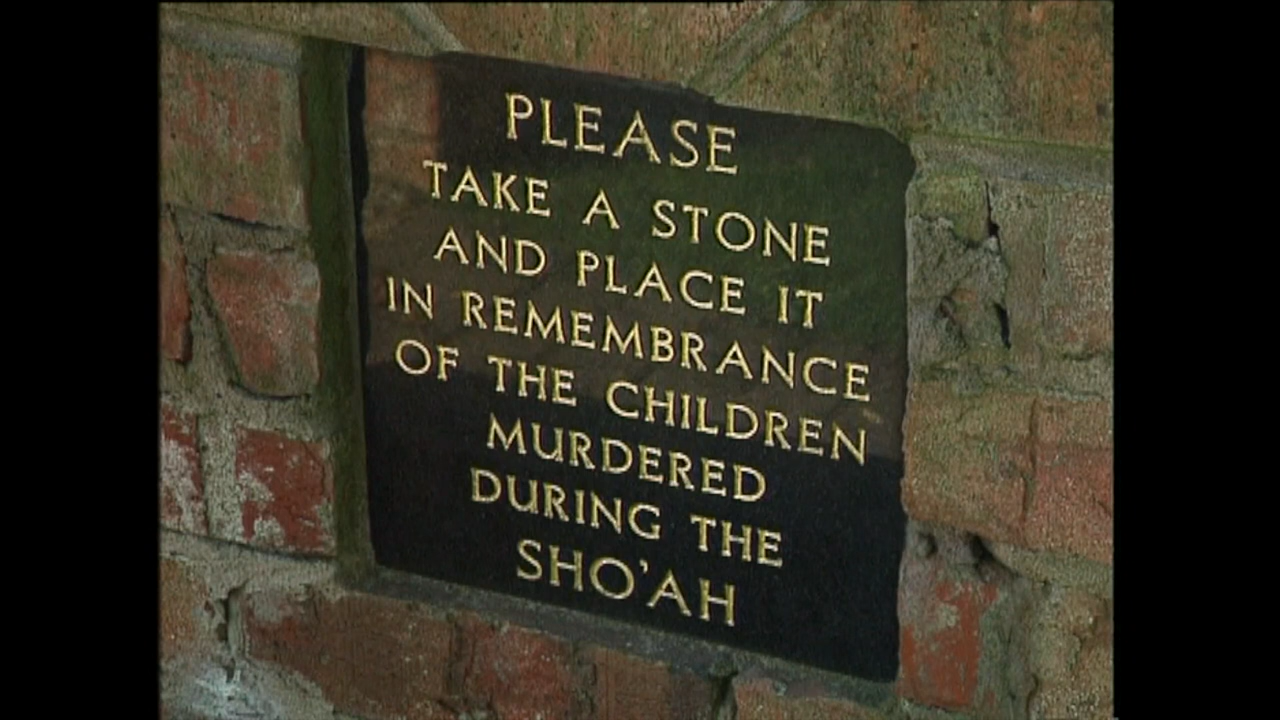 PLEASE
TAKE A STONE
AND PLACE IT
IN REMEMBRANCE
OF THE CHILDREN
MURDERED
DURING THE
SHO'AH